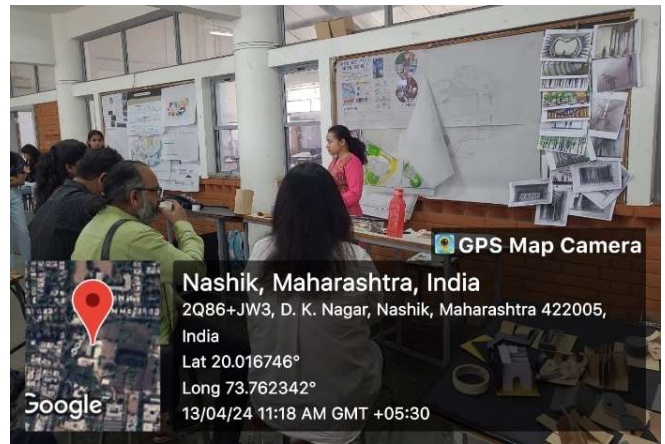 GPS Map Camera
Nashik, Maharashtra, India
2Q86+JW3, D. K. Nagar, Nashik, Maharashtra 422005,
India
Lat 20.016746°
Long 73.762342°
13/04/24 11:18 AM GMT +05:30
Google